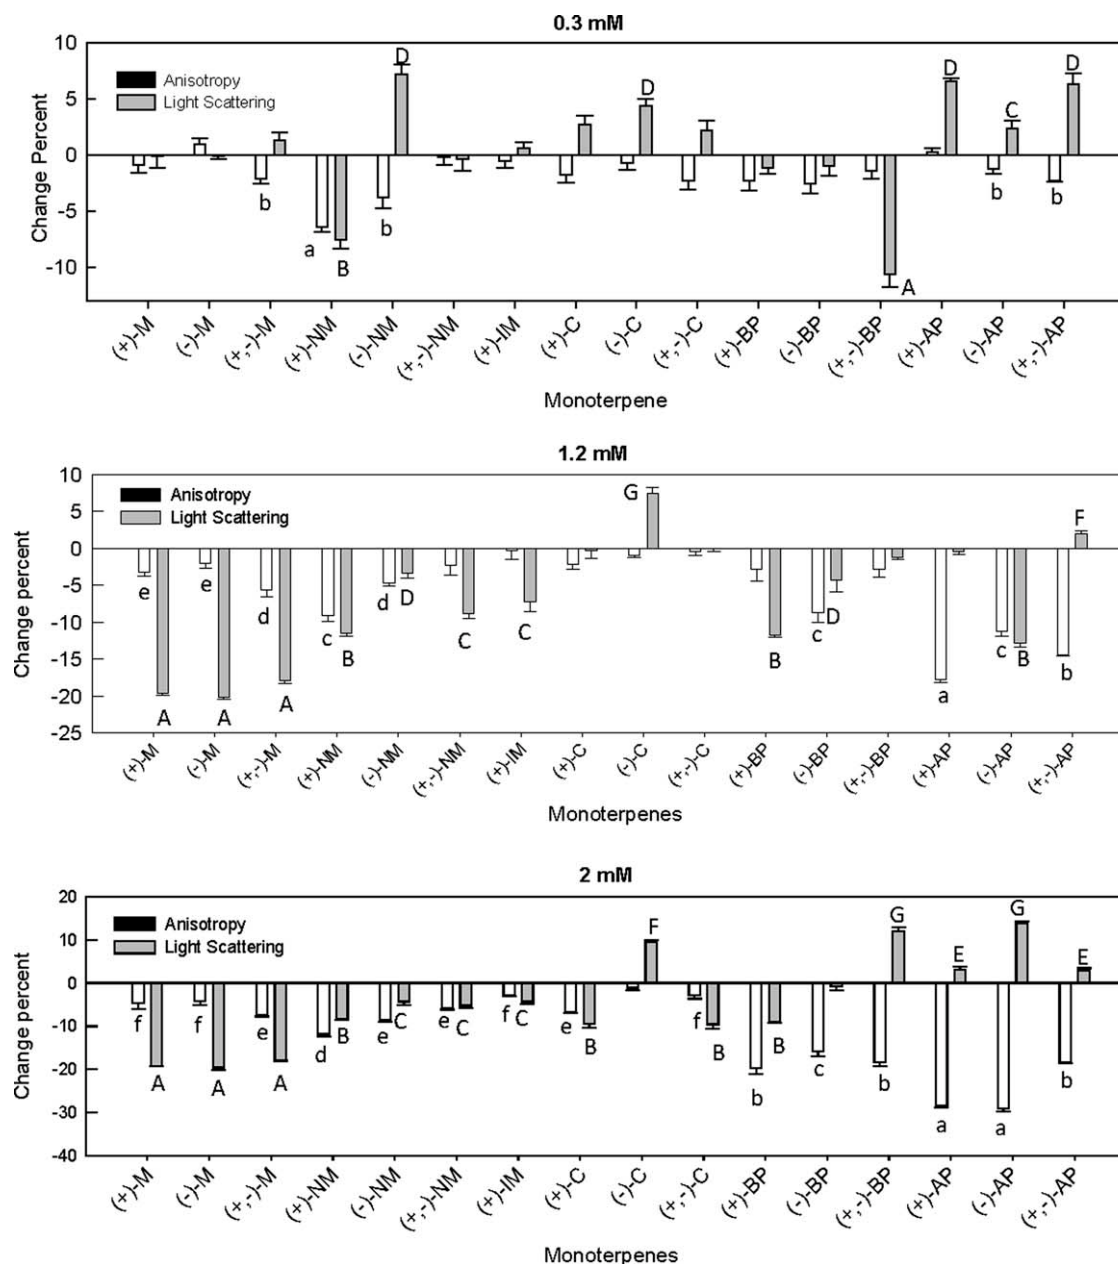 0.3 mM
10
5
0
-5
-10
Change Percent
Anisotropy
Light Scattering
D
D
D
C
D
b
a
B
b
A
b
b
(+)-M
(-)-M
(+,-)-M
(+)-NM
(-)-NM
(+,-)-NM
(+)-IM
(+)-C
(-)-C
(+,-)-C
(+)-BP
(-)-BP
(+,-)-BP
(+)-AP
(-)-AP
(+,-)-AP
Monoterpene
1.2 mM
10
5
0
-5
-10
-15
-20
-25
Change percent
Anisotropy
Light Scattering
G
F
e
A
e
A
d
A
c
B
d
D
C
C
B
c
D
a
c
B
b
(+)-M
(-)-M
(+,-)-M
(+)-NM
(-)-NM
(+,-)-NM
(+)-IM
(+)-C
(-)-C
(+,-)-C
(+)-BP
(-)-BP
(+,-)-BP
(+)-AP
(-)-AP
(+,-)-AP
Monoterpenes
2 mM
20
10
0
-10
-20
-30
-40
Change percent
Anisotropy
Light Scattering
F
G
E
G
E
f
A
f
A
e
A
d
B
e
C
e
C
f
C
e
B
f
B
b
B
c
b
a
a
b
(+)-M
(-)-M
(+,-)-M
(+)-NM
(-)-NM
(+,-)-NM
(+)-IM
(+)-C
(-)-C
(+,-)-C
(+)-BP
(-)-BP
(+,-)-BP
(+)-AP
(-)-AP
(+,-)-AP
Monoterpenes